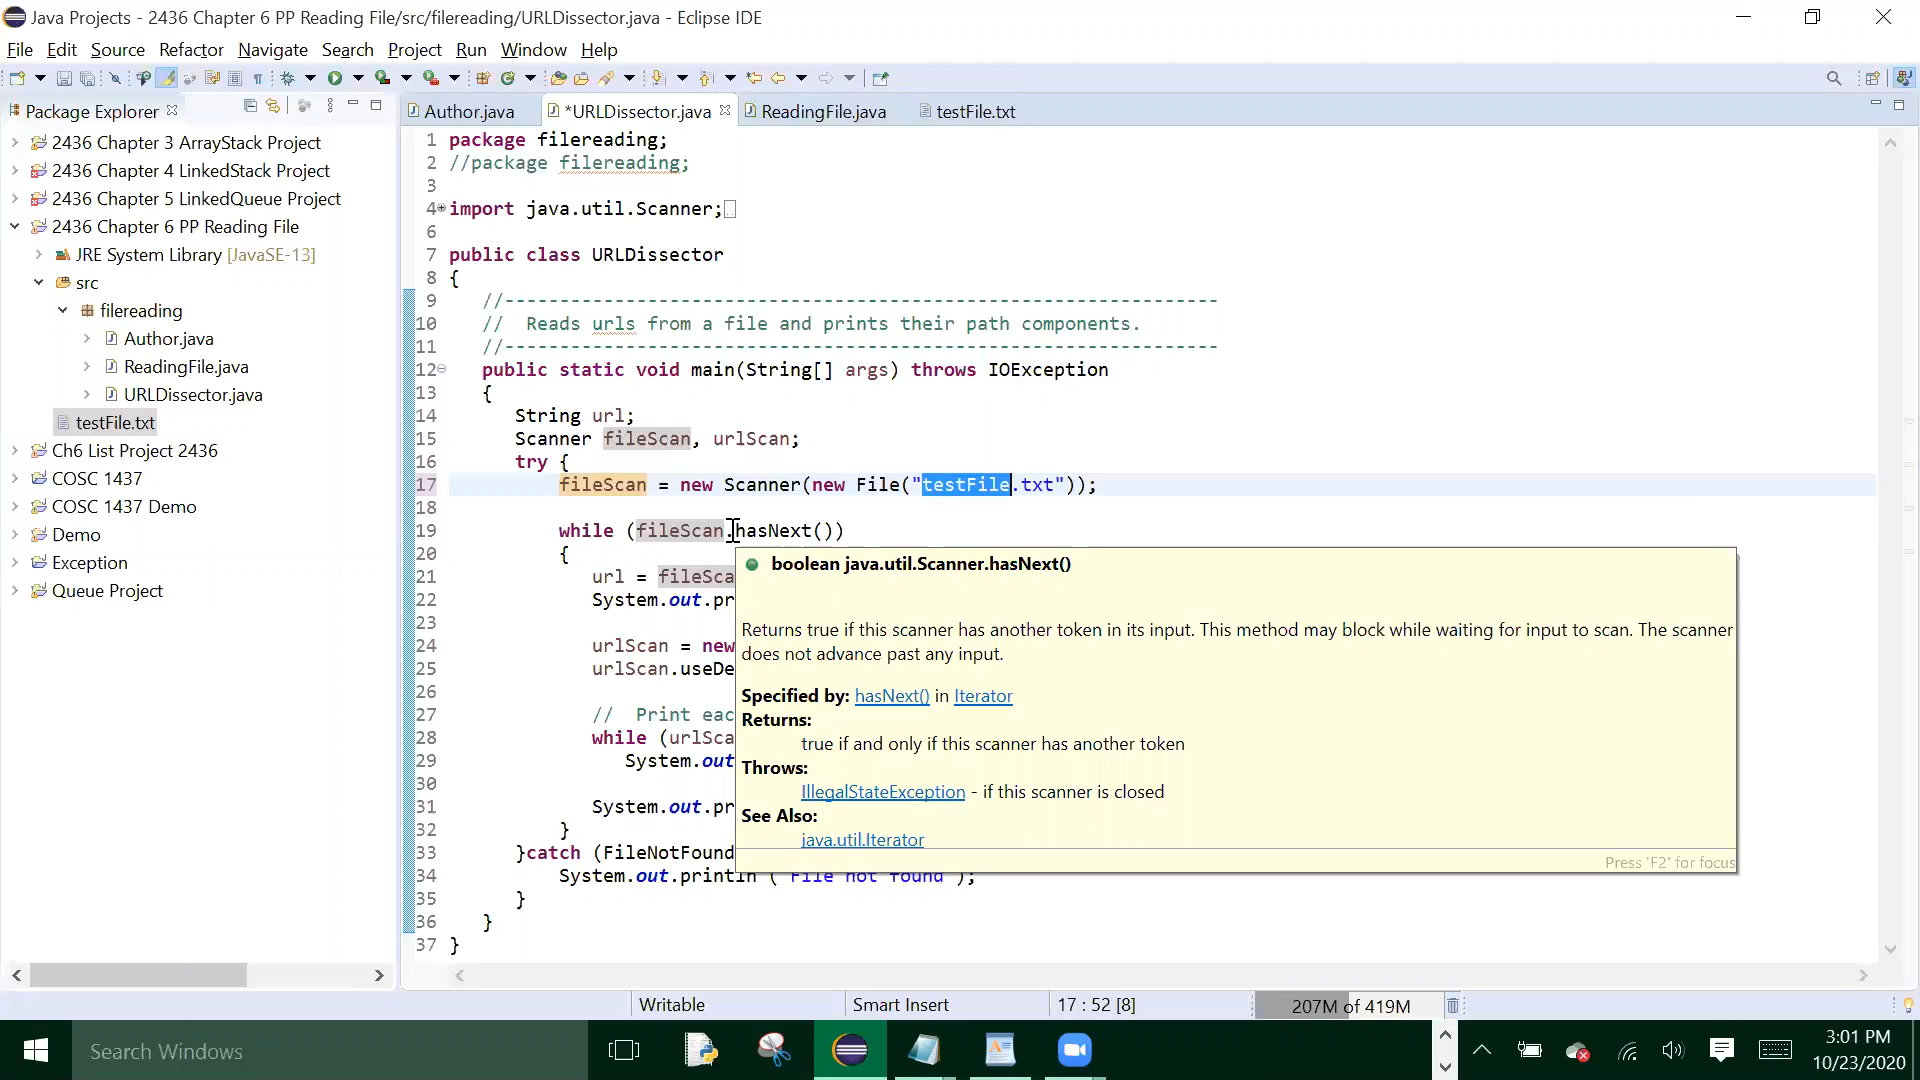 Java Projects - 2436 Chapter 6 PP Reading File/src/filereading/URLDissector.java - Eclipse IDE
File Edit Source Refactor Navigate Search Project Run Window Help
Package Explorer
2436 Chapter 3 ArrayStack Project
2436 Chapter 4 LinkedStack Project
2436 Chapter 5 LinkedQueue Project
2436 Chapter 6 PP Reading File
JRE System Library [JavaSE-13]
src
filereading
Author.java
ReadingFile.java
URLDissector.java
testFile.txt
Ch6 List Project 2436
COSC 1437
COSC 1437 Demo
Demo
Exception
Queue Project
Author.java *URLDissector.java ReadingFile.java testFile.txt
1 package filereading;
2 //package filereading;
3
4 import java.util.Scanner;
6
7 public class URLDissector
8 {
9 //-----------------------------------------------------------------
10 // Reads urls from a file and prints their path components.
11 //-----------------------------------------------------------------
12 public static void main(String[] args) throws IOException
13 {
14 String url;
15 Scanner fileScan, urlScan;
16 try {
17 fileScan = new Scanner(new File("testFile.txt"));
18
19 while (fileScan.hasNext())
20 {
21 url = fileSca
22 System.out.pr
23
24 urlScan = new
25 urlScan.useDe
26
27 // Print eac
28 while (urlSca
29 System.out
30
31 System.out.pr
32 }
33 }catch (FileNotFound
34 System.out.println ("File not found");
35 }
36 }
37 }
boolean java.util.Scanner.hasNext()
Returns true if this scanner has another token in its input. This method may block while waiting for input to scan. The scanner
does not advance past any input.
Specified by: hasNext() in Iterator
Returns:
true if and only if this scanner has another token
Throws:
IllegalStateException - if this scanner is closed
See Also:
java.util.Iterator
Press 'F2' for focus
Writable Smart Insert 17 : 52 [8] 207M of 419M
Search Windows
3:01 PM
10/23/2020